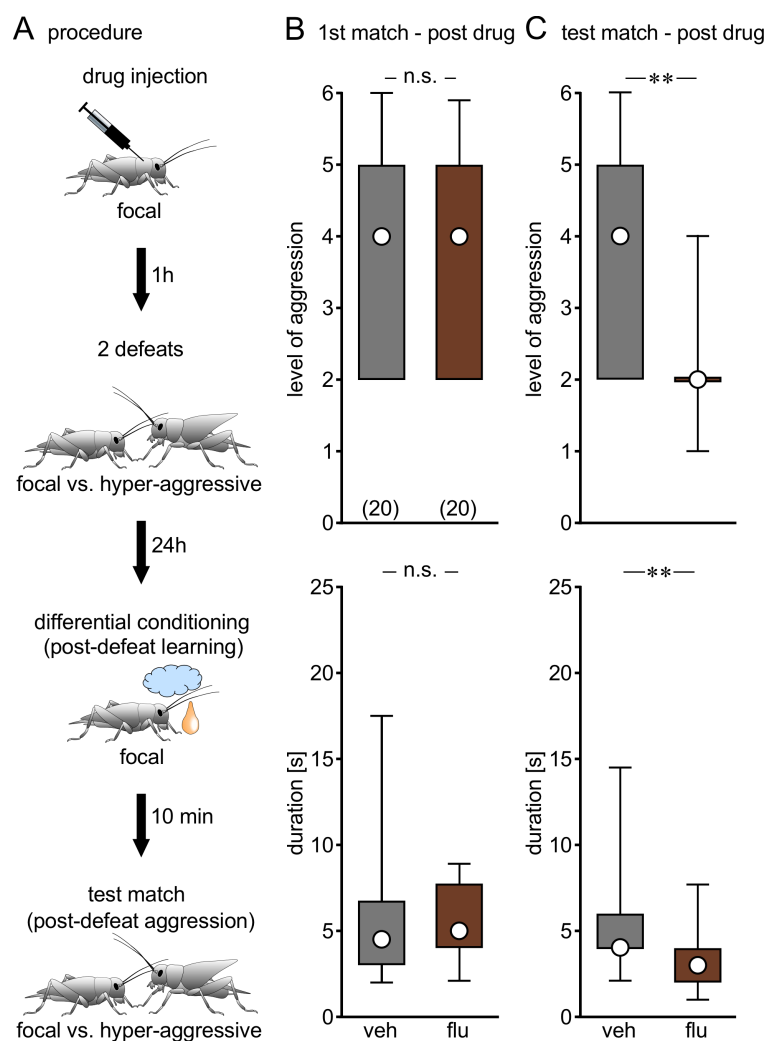 A procedure
drug injection
focal
1h
2 defeats
focal vs. hyper-aggressive
24h
differential conditioning
(post-defeat learning)
focal
10 min
test match
(post-defeat aggression)
focal vs. hyper-aggressive
B 1st match - post drug
– n.s. –
level of aggression
6
5
4
3
2
1
0
(20) (20)
– n.s. –
duration [s]
25
20
15
10
5
0
veh flu
C test match - post drug
—**—
level of aggression
6
5
4
3
2
1
0
—**—
duration [s]
25
20
15
10
5
0
veh flu